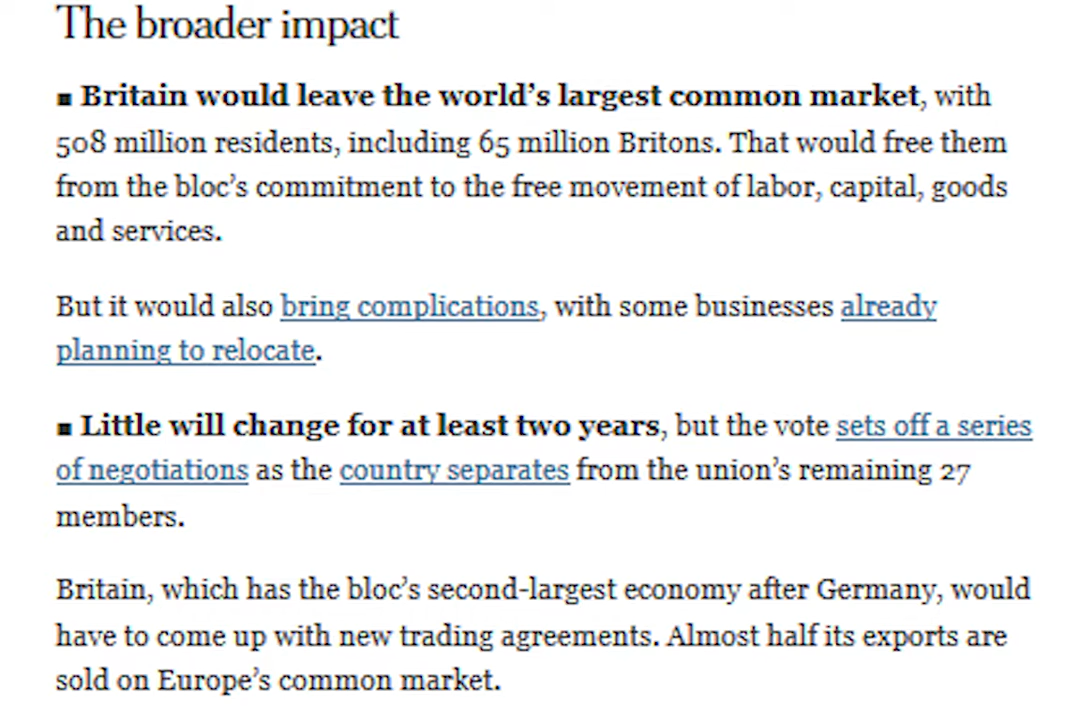 The broader impact
▪ Britain would leave the world’s largest common market, with
508 million residents, including 65 million Britons. That would free them
from the bloc’s commitment to the free movement of labor, capital, goods
and services.
But it would also bring complications, with some businesses already
planning to relocate.
▪ Little will change for at least two years, but the vote sets off a series
of negotiations as the country separates from the union’s remaining 27
members.
Britain, which has the bloc’s second-largest economy after Germany, would
have to come up with new trading agreements. Almost half its exports are
sold on Europe’s common market.